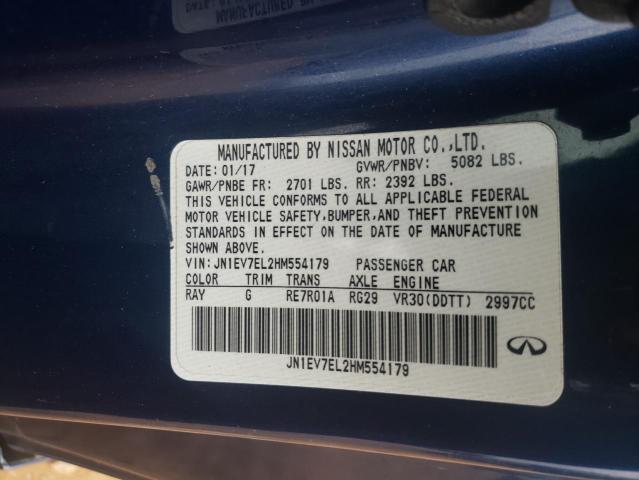 MANUFACTURED BY NISSAN MOTOR CO.,LTD.
DATE: 01/17 GVWR/PNBV: 5082 LBS.
GAWR/PNBE FR: 2701 LBS. RR: 2392 LBS.
THIS VEHICLE CONFORMS TO ALL APPLICABLE FEDERAL
MOTOR VEHICLE SAFETY,BUMPER,AND THEFT PREVENTION
STANDARDS IN EFFECT ON THE DATE OF MANUFACTURE
SHOWN ABOVE.
VIN:JN1EV7EL2HM554179 PASSENGER CAR
COLOR TRIM TRANS AXLE ENGINE
RAY G RE7R01A RG29 VR30(DDTT) 2997CC
JN1EV7EL2HM554179